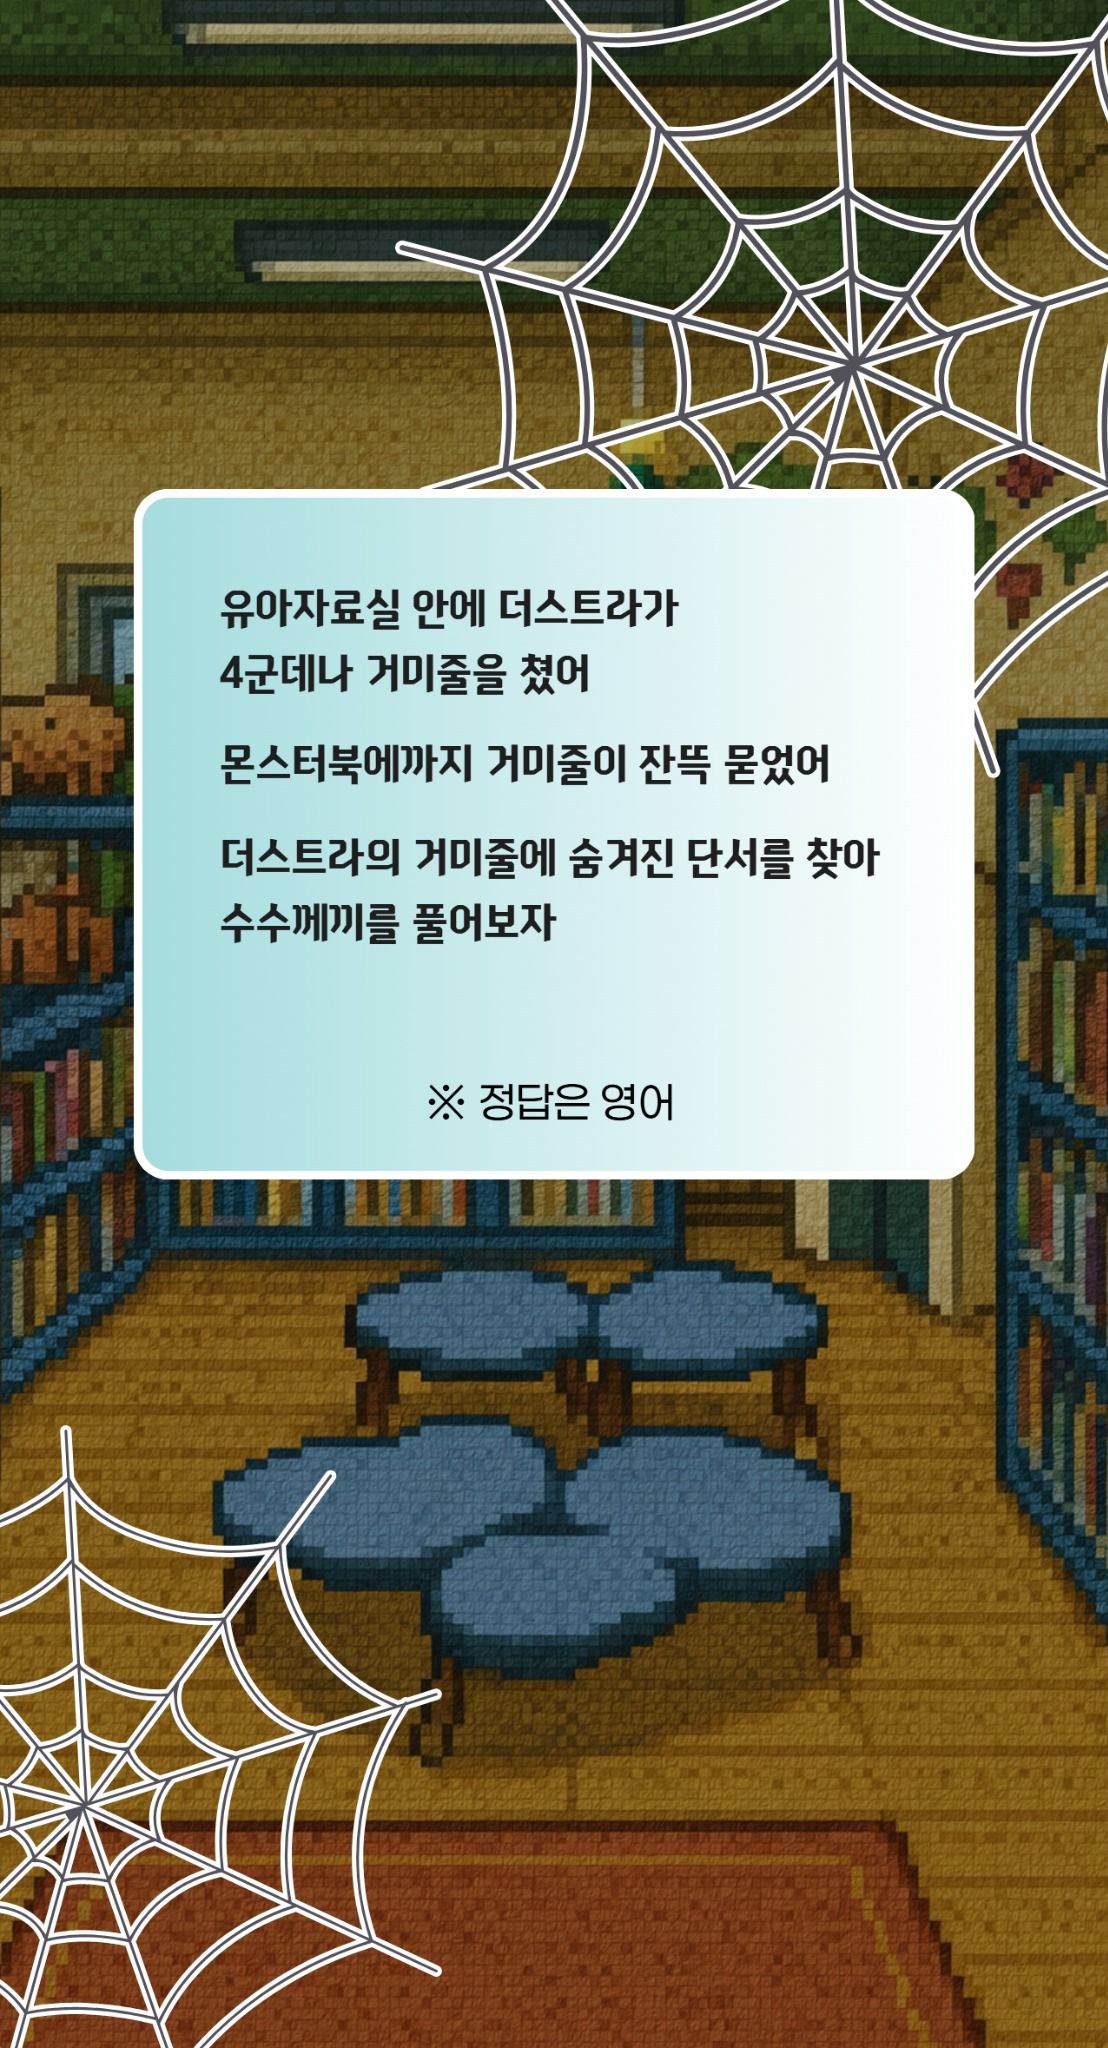 유아자료실 안에 더스트라가
4군데나 거미줄을 쳤어
몬스터북에까지 거미줄이 잔뜩 묻었어
더스트라의 거미줄에 숨겨진 단서를 찾아
수수께끼를 풀어보자
※ 정답은 영어